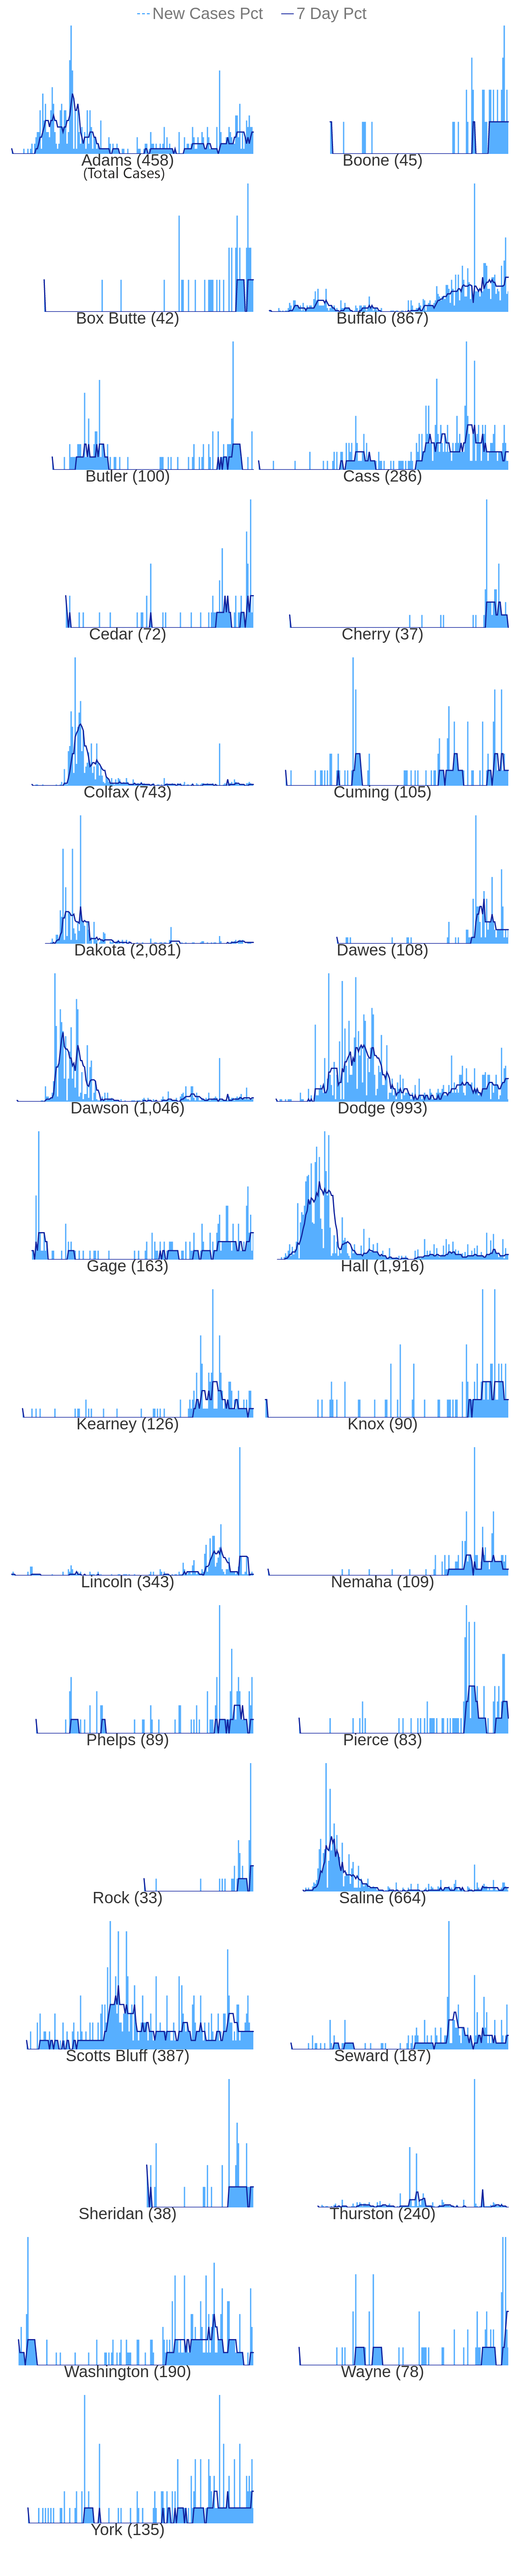 New Cases Pct 7 Day Pct
Adams (458) Boone (45)
(Total Cases)
Box Butte (42) Buffalo (867)
Butler (100) Cass (286)
Cedar (72) Cherry (37)
Colfax (743) Cuming (105)
Dakota (2,081) Dawes (108)
Dawson (1,046) Dodge (993)
Gage (163) Hall (1,916)
Kearney (126) Knox (90)
Lincoln (343) Nemaha (109)
Phelps (89) Pierce (83)
Rock (33) Saline (664)
Scotts Bluff (387) Seward (187)
Sheridan (38) Thurston (240)
Washington (190) Wayne (78)
York (135)